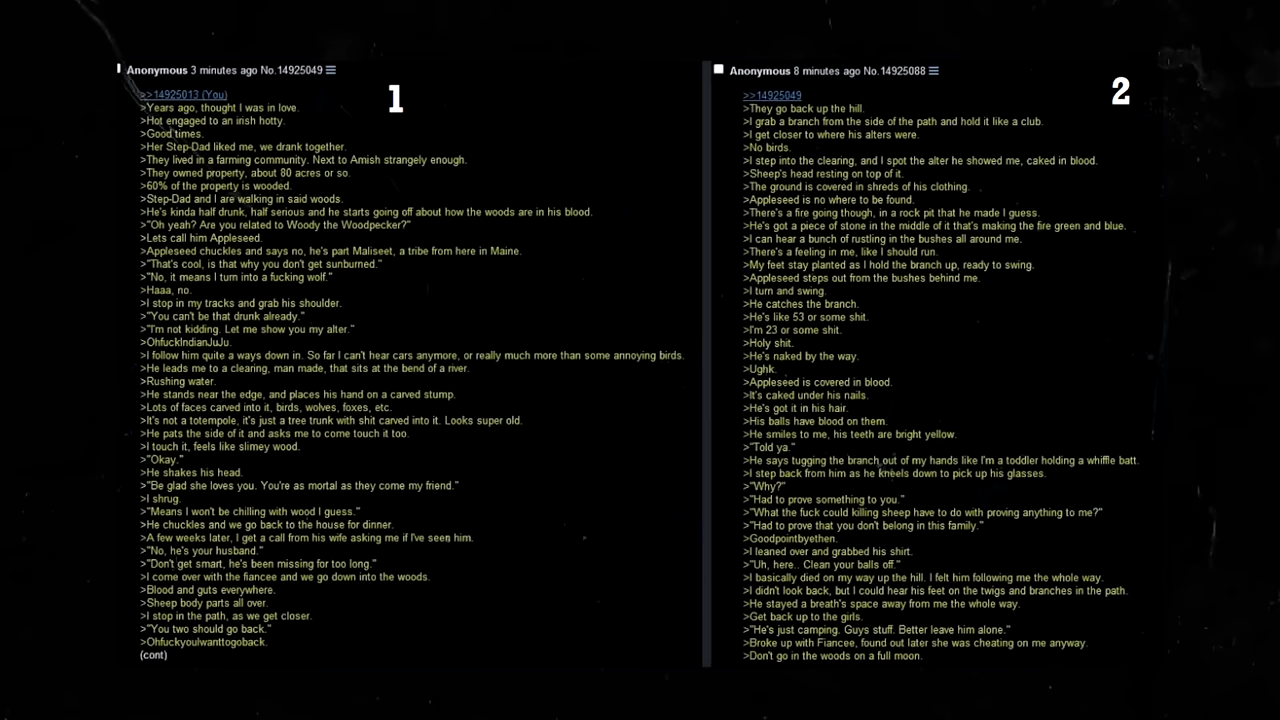 Anonymous 3 minutes ago No.14925049
1
>>14925013 (You)
>Years ago, thought I was in love.
>Hot engaged to an irish hotty.
>Good times.
>Her Step-Dad liked me, we drank together.
>They lived in a farming community. Next to Amish strangely enough.
>They owned property, about 80 acres or so.
>60% of the property is wooded.
>Step-Dad and I are walking in said woods.
>He's kinda half drunk, half serious and he starts going off about how the woods are in his blood.
>"Oh yeah? Are you related to Woody the Woodpecker?"
>Lets call him Appleseed.
>Appleseed chuckles and says no, he's part Maliseet, a tribe from here in Maine.
>"That's cool, is that why you don't get sunburned."
>"No, it means I turn into a fucking wolf."
>Haaa, no.
>I stop in my tracks and grab his shoulder.
>"You can't be that drunk already."
>"I'm not kidding. Let me show you my alter."
>OhfuckIndianJuJu.
>I follow him quite a ways down in. So far I can't hear cars anymore, or really much more than some annoying birds.
>He leads me to a clearing, man made, that sits at the bend of a river.
>Rushing water.
>He stands near the edge, and places his hand on a carved stump.
>Lots of faces carved into it, birds, wolves, foxes, etc.
>It's not a totempole, it's just a tree trunk with shit carved into it. Looks super old.
>He pats the side of it and asks me to come touch it too.
>I touch it, feels like slimey wood.
>"Okay."
>He shakes his head.
>"Be glad she loves you. You're as mortal as they come my friend."
>I shrug.
>"Means I won't be chilling with wood I guess."
>He chuckles and we go back to the house for dinner.
>A few weeks later, I get a call from his wife asking me if I've seen him.
>"No, he's your husband."
>"Don't get smart, he's been missing for too long."
>I come over with the fiancee and we go down into the woods.
>Blood and guts everywhere.
>Sheep body parts all over.
>I stop in the path, as we get closer.
>"You two should go back."
>OhfuckyouIwanttogoback.
(cont)
Anonymous 8 minutes ago No.14925088
2
>>14925049
>They go back up the hill.
>I grab a branch from the side of the path and hold it like a club.
>I get closer to where his alters were.
>No birds.
>I step into the clearing, and I spot the alter he showed me, caked in blood.
>Sheep's head resting on top of it.
>The ground is covered in shreds of his clothing.
>Appleseed is no where to be found.
>There's a fire going though, in a rock pit that he made I guess.
>He's got a piece of stone in the middle of it that's making the fire green and blue.
>I can hear a bunch of rustling in the bushes all around me.
>There's a feeling in me, like I should run.
>My feet stay planted as I hold the branch up, ready to swing.
>Appleseed steps out from the bushes behind me.
>I turn and swing.
>He catches the branch.
>He's like 53 or some shit.
>I'm 23 or some shit.
>Holy shit.
>He's naked by the way.
>Ughk.
>Appleseed is covered in blood.
>It's caked under his nails.
>He's got it in his hair.
>His balls have blood on them.
>He smiles to me, his teeth are bright yellow.
>"Told ya."
>He says tugging the branch out of my hands like I'm a toddler holding a whiffle batt.
>I step back from him as he kneels down to pick up his glasses.
>"Why?"
>"Had to prove something to you."
>"What the fuck could killing sheep have to do with proving anything to me?"
>"Had to prove that you don't belong in this family."
>Goodpointbyethen.
>I leaned over and grabbed his shirt.
>"Uh, here.. Clean your balls off."
>I basically died on my way up the hill. I felt him following me the whole way.
>I didn't look back, but I could hear his feet on the twigs and branches in the path.
>He stayed a breath's space away from me the whole way.
>Get back up to the girls.
>"He's just camping. Guys stuff. Better leave him alone."
>Broke up with Fiancee, found out later she was cheating on me anyway.
>Don't go in the woods on a full moon.